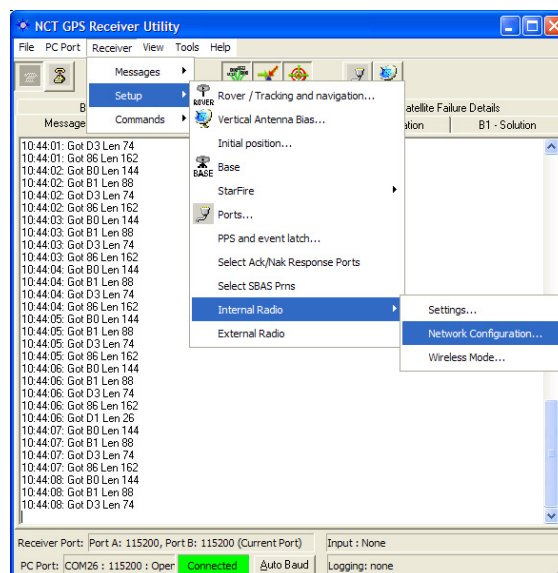 NCT GPS Receiver Utility
File PC Port Receiver View Tools Help
Messages
Setup
Commands
ROVER Rover / Tracking and navigation...
Vertical Antenna Bias...
Initial position...
BASE Base
StarFire
Ports...
PPS and event latch...
Select Ack/Nak Response Ports
Select SBAS Prns
Internal Radio
External Radio
Settings...
Network Configuration...
Wireless Mode...
B
atellite Failure Details
Message
ation
B1 - Solution
10:44:01: Got D3 Len 74
10:44:01: Got 86 Len 162
10:44:02: Got B0 Len 144
10:44:02: Got B1 Len 88
10:44:02: Got D3 Len 74
10:44:02: Got 86 Len 162
10:44:03: Got B0 Len 144
10:44:03: Got B1 Len 88
10:44:03: Got D3 Len 74
10:44:03: Got 86 Len 162
10:44:04: Got B0 Len 144
10:44:04: Got B1 Len 88
10:44:04: Got D3 Len 74
10:44:04: Got 86 Len 162
10:44:05: Got B0 Len 144
10:44:05: Got B1 Len 88
10:44:05: Got D3 Len 74
10:44:05: Got 86 Len 162
10:44:06: Got B0 Len 144
10:44:06: Got B1 Len 88
10:44:06: Got D3 Len 74
10:44:06: Got 86 Len 162
10:44:06: Got D1 Len 26
10:44:07: Got B0 Len 144
10:44:07: Got B1 Len 88
10:44:07: Got D3 Len 74
10:44:07: Got 86 Len 162
10:44:08: Got B0 Len 144
10:44:08: Got B1 Len 88
10:44:08: Got D3 Len 74
Receiver Port: Port A: 115200, Port B: 115200 (Current Port) Input : None
PC Port: COM26 : 115200 : Oper Connected Auto Baud Logging: none